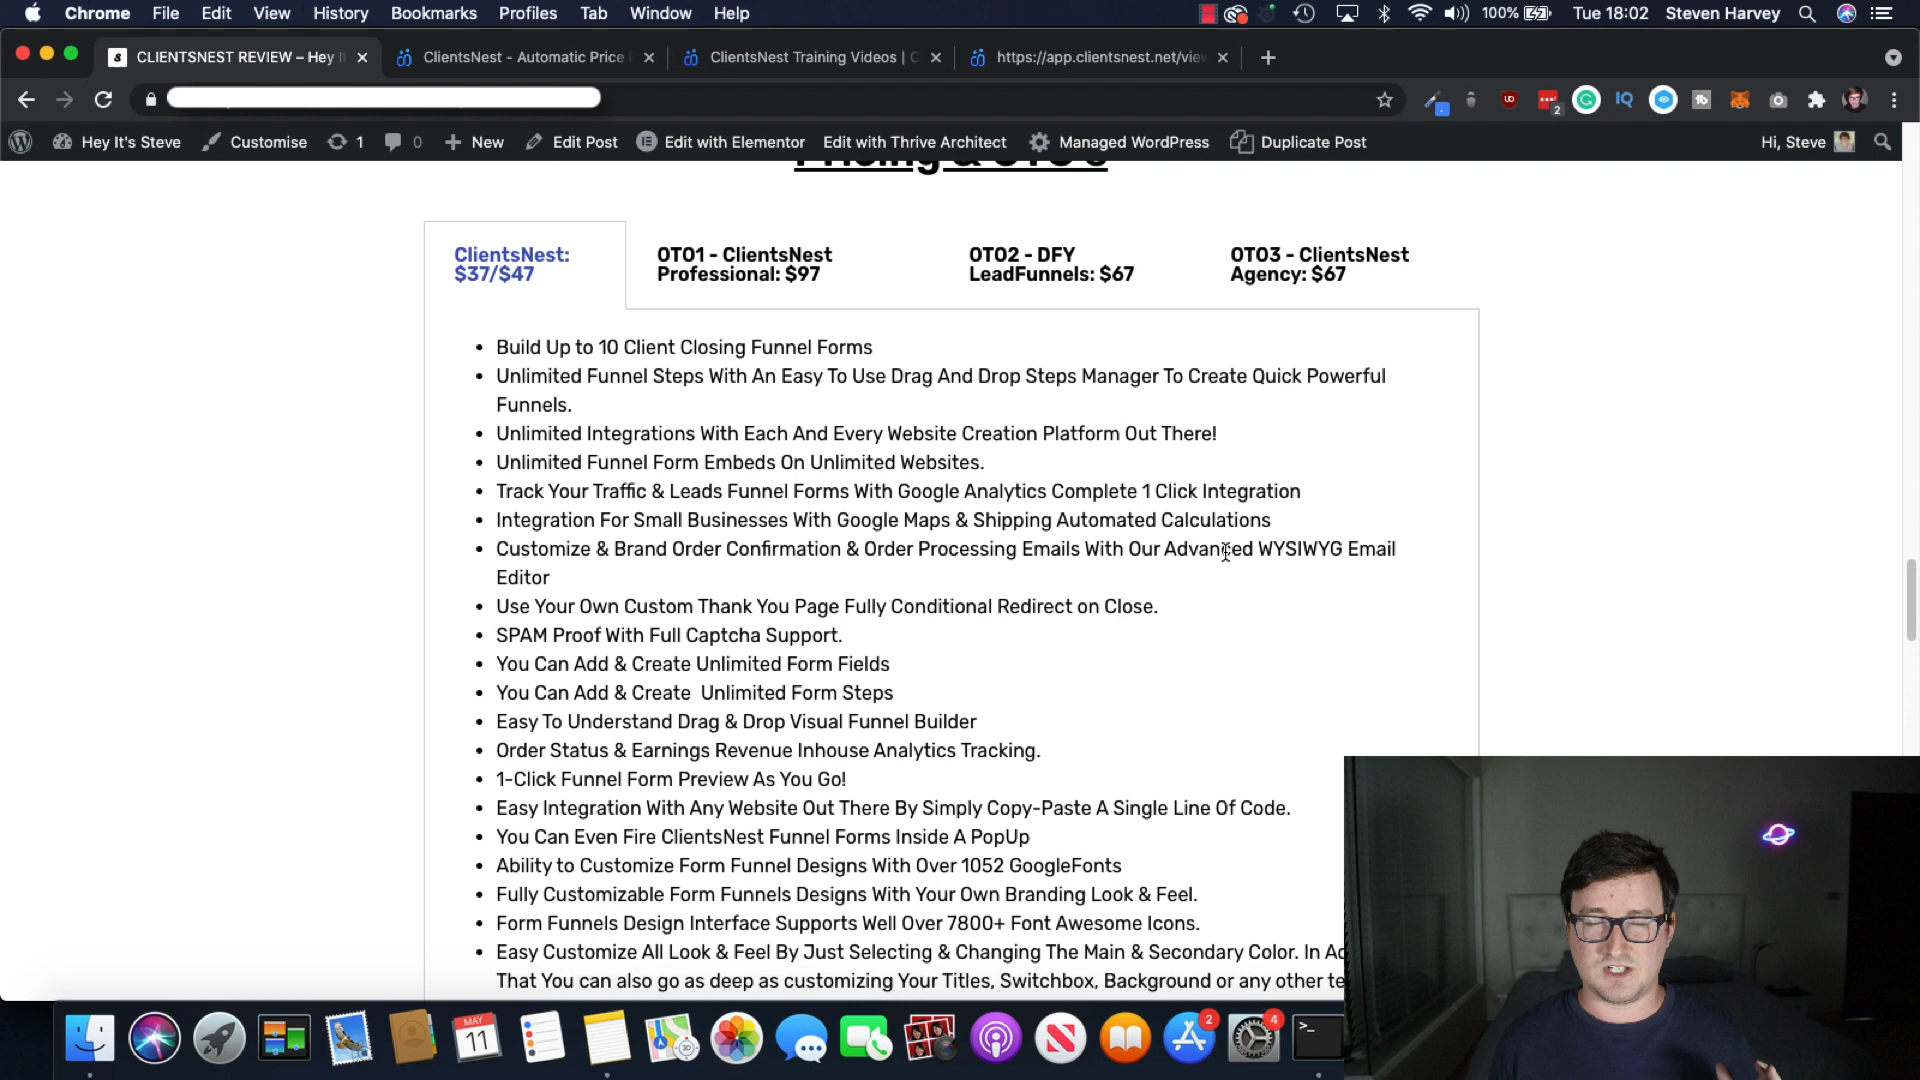 Chrome File Edit View History Bookmarks Profiles Tab Window Help 100% Tue 18:02 Steven Harvey
CLIENTSNEST REVIEW – Hey It ClientsNest - Automatic Price ClientsNest Training Videos | C https://app.clientsnest.net/view
Hey It's Steve Customise 1 0 New Edit Post Edit with Elementor Edit with Thrive Architect Managed WordPress Duplicate Post Hi, Steve
Pricing & OTO's
ClientsNest: $37/$47
OTO1 - ClientsNest Professional: $97
OTO2 - DFY LeadFunnels: $67
OTO3 - ClientsNest Agency: $67
• Build Up to 10 Client Closing Funnel Forms
• Unlimited Funnel Steps With An Easy To Use Drag And Drop Steps Manager To Create Quick Powerful
Funnels.
• Unlimited Integrations With Each And Every Website Creation Platform Out There!
• Unlimited Funnel Form Embeds On Unlimited Websites.
• Track Your Traffic & Leads Funnel Forms With Google Analytics Complete 1 Click Integration
• Integration For Small Businesses With Google Maps & Shipping Automated Calculations
• Customize & Brand Order Confirmation & Order Processing Emails With Our Advanced WYSIWYG Email
Editor
• Use Your Own Custom Thank You Page Fully Conditional Redirect on Close.
• SPAM Proof With Full Captcha Support.
• You Can Add & Create Unlimited Form Fields
• You Can Add & Create  Unlimited Form Steps
• Easy To Understand Drag & Drop Visual Funnel Builder
• Order Status & Earnings Revenue Inhouse Analytics Tracking.
• 1-Click Funnel Form Preview As You Go!
• Easy Integration With Any Website Out There By Simply Copy-Paste A Single Line Of Code.
• You Can Even Fire ClientsNest Funnel Forms Inside A PopUp
• Ability to Customize Form Funnel Designs With Over 1052 GoogleFonts
• Fully Customizable Form Funnels Designs With Your Own Branding Look & Feel.
• Form Funnels Design Interface Supports Well Over 7800+ Font Awesome Icons.
• Easy Customize All Look & Feel By Just Selecting & Changing The Main & Secondary Color. In Ad
That You can also go as deep as customizing Your Titles, Switchbox, Background or any other te
MAY
11
2
4